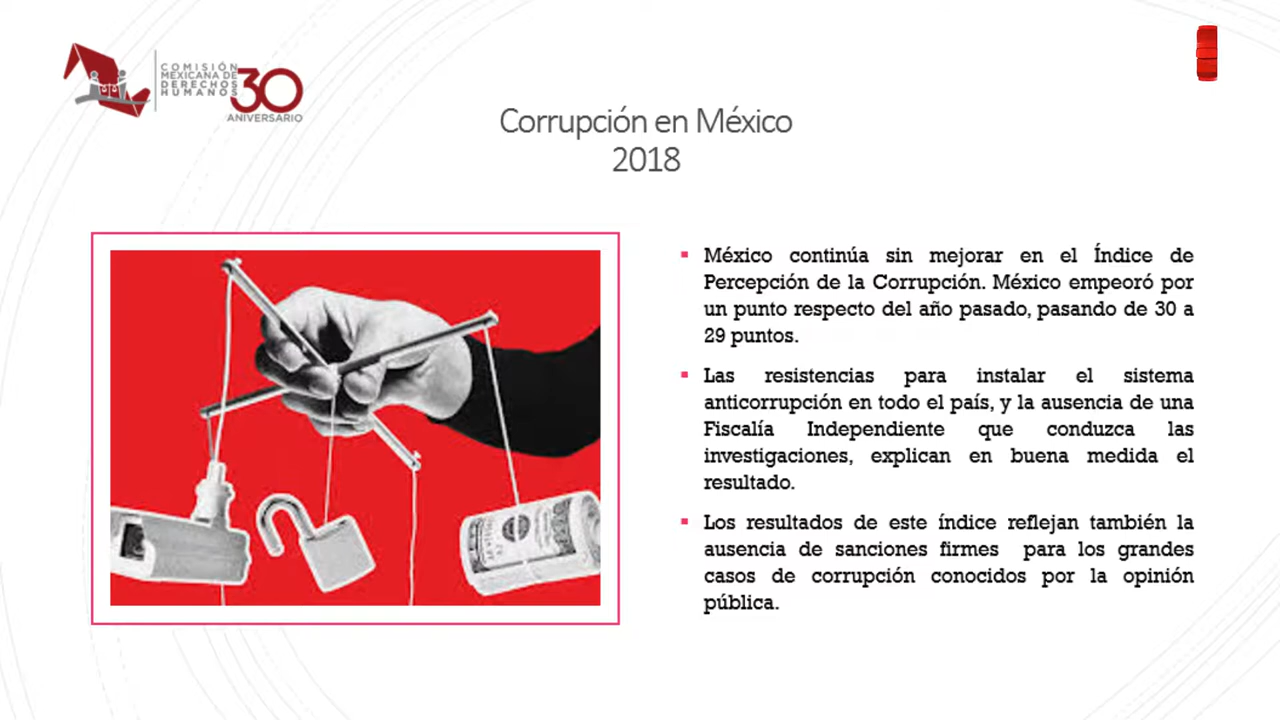 COMISIÓN
MEXICANA DE
DERECHOS
HUMANOS
30
ANIVERSARIO
Corrupción en México
2018
▪ México continúa sin mejorar en el Índice de
Percepción de la Corrupción. México empeoró por
un punto respecto del año pasado, pasando de 30 a
29 puntos.
▪ Las resistencias para instalar el sistema
anticorrupción en todo el país, y la ausencia de una
Fiscalía Independiente que conduzca las
investigaciones, explican en buena medida el
resultado.
▪ Los resultados de este índice reflejan también la
ausencia de sanciones firmes para los grandes
casos de corrupción conocidos por la opinión
pública.